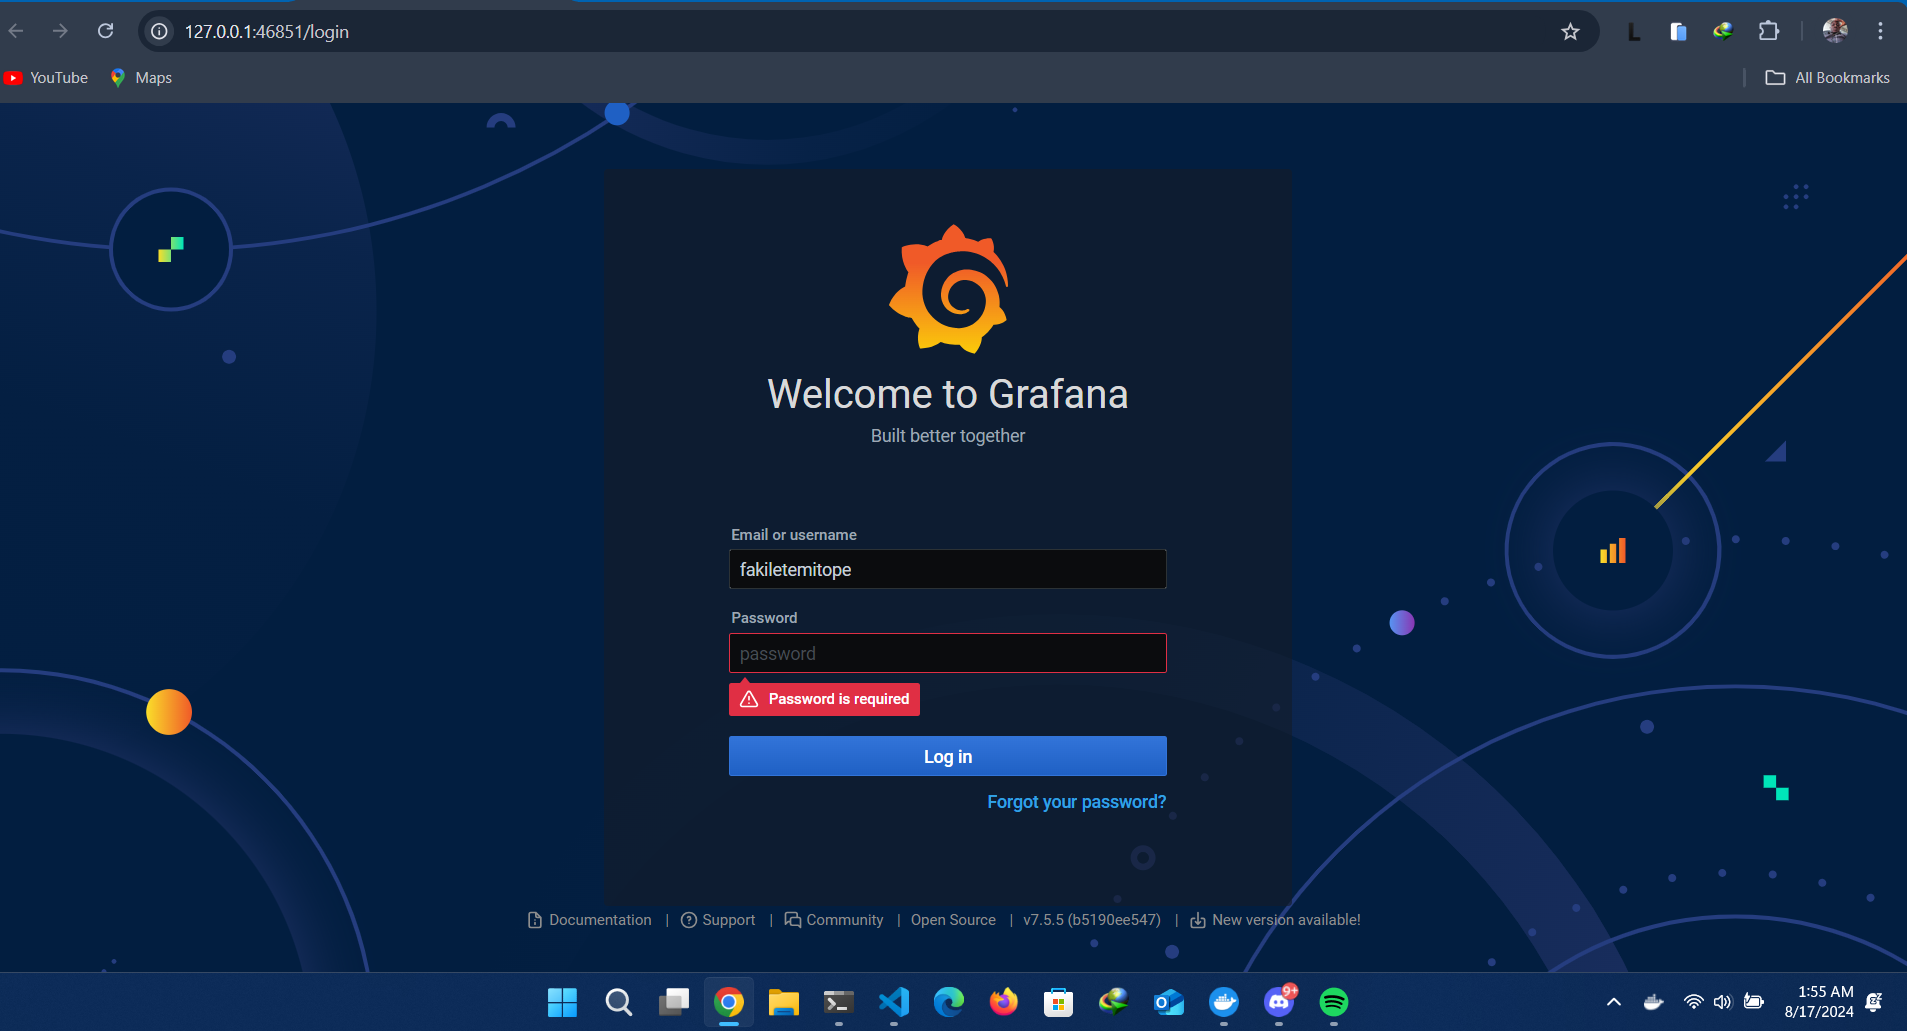 127.0.0.1:46851/login
L
YouTube
Maps
All Bookmarks
Welcome to Grafana
Built better together
Email or username
fakiletemitope
Password
password
Password is required
Log in
Forgot your password?
Documentation | Support | Community | Open Source | v7.5.5 (b5190ee547) | New version available!
9+
1:55 AM
8/17/2024